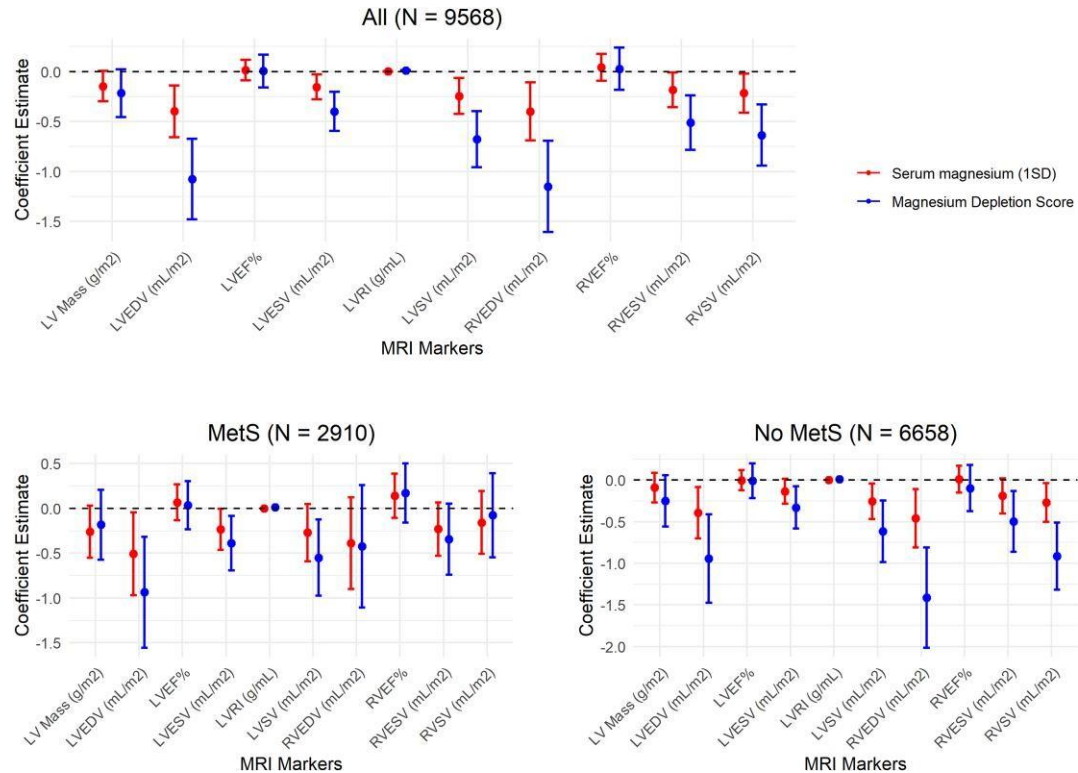 All (N = 9568)
0.0
-0.5
-1.0
-1.5
Coefficient Estimate
LV Mass (g/m2)
LVEDV (mL/m2)
LVEF%
LVESV (mL/m2)
LVRI (g/mL)
LVSV (mL/m2)
RVEDV (mL/m2)
RVEF%
RVESV (mL/m2)
RVSV (mL/m2)
MRI Markers
Serum magnesium (1SD)
Magnesium Depletion Score
MetS (N = 2910)
0.5
0.0
-0.5
-1.0
-1.5
Coefficient Estimate
LV Mass (g/m2)
LVEDV (mL/m2)
LVEF%
LVESV (mL/m2)
LVRI (g/mL)
LVSV (mL/m2)
RVEDV (mL/m2)
RVEF%
RVESV (mL/m2)
RVSV (mL/m2)
MRI Markers
No MetS (N = 6658)
0.0
-0.5
-1.0
-1.5
-2.0
Coefficient Estimate
LV Mass (g/m2)
LVEDV (mL/m2)
LVEF%
LVESV (mL/m2)
LVRI (g/mL)
LVSV (mL/m2)
RVEDV (mL/m2)
RVEF%
RVESV (mL/m2)
RVSV (mL/m2)
MRI Markers